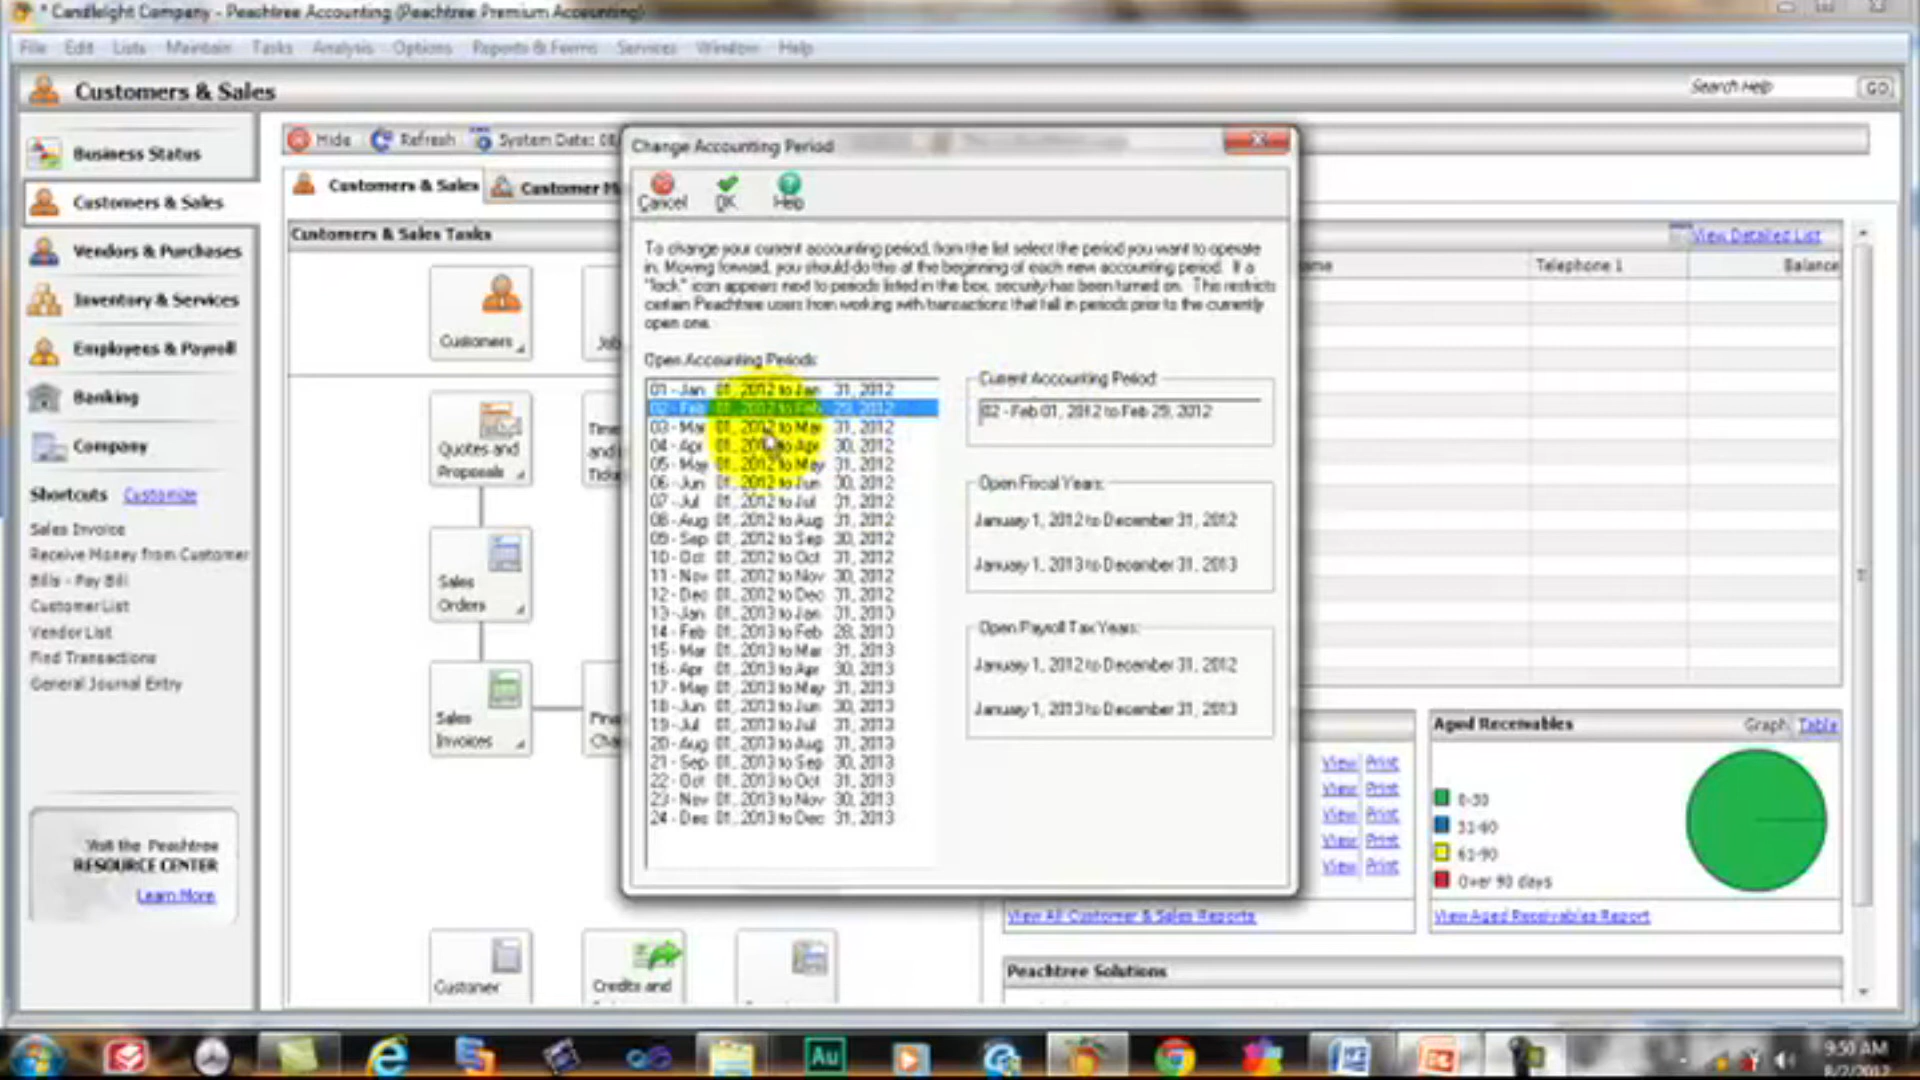 Candlelight Company - Peachtree Accounting (Peachtree Premium Accounting)
File Edit Lists Maintain Tasks Analysis Options Reports & Forms Services Window Help
Customers & Sales
Search Help
GO
Business Status
Customers & Sales
Vendors & Purchases
Inventory & Services
Employees & Payroll
Banking
Company
Shortcuts Customize
Sales Invoice
Receive Money from Customer
Bills - Pay Bill
Customer List
Vendor List
Find Transactions
General Journal Entry
Visit the Peachtree
RESOURCE CENTER
Learn More
Hide Refresh System Date:
Customers & Sales
Customer M
Customers & Sales Tasks
Customers
Quotes and
Proposals
Sales
Orders
Sales
Invoices
Customer
Credits and
Change Accounting Period
Cancel OK Help
To change your current accounting period, from the list select the period you want to operate
in. Moving forward, you should do this at the beginning of each new accounting period. If a
"lock" icon appears next to periods listed in the box, security has been turned on. This restricts
certain Peachtree users from working with transactions that fall in periods prior to the currently
open one.
Open Accounting Periods:
01 - Jan 01, 2012 to Jan 31, 2012
02 - Feb 01, 2012 to Feb 29, 2012
03 - Mar 01, 2012 to Mar 31, 2012
04 - Apr 01, 2012 to Apr 30, 2012
05 - May 01, 2012 to May 31, 2012
06 - Jun 01, 2012 to Jun 30, 2012
07 - Jul 01, 2012 to Jul 31, 2012
08 - Aug 01, 2012 to Aug 31, 2012
09 - Sep 01, 2012 to Sep 30, 2012
10 - Oct 01, 2012 to Oct 31, 2012
11 - Nov 01, 2012 to Nov 30, 2012
12 - Dec 01, 2012 to Dec 31, 2012
13 - Jan 01, 2013 to Jan 31, 2013
14 - Feb 01, 2013 to Feb 28, 2013
15 - Mar 01, 2013 to Mar 31, 2013
16 - Apr 01, 2013 to Apr 30, 2013
17 - May 01, 2013 to May 31, 2013
18 - Jun 01, 2013 to Jun 30, 2013
19 - Jul 01, 2013 to Jul 31, 2013
20 - Aug 01, 2013 to Aug 31, 2013
21 - Sep 01, 2013 to Sep 30, 2013
22 - Oct 01, 2013 to Oct 31, 2013
23 - Nov 01, 2013 to Nov 30, 2013
24 - Dec 01, 2013 to Dec 31, 2013
Current Accounting Period:
02 - Feb 01, 2012 to Feb 29, 2012
Open Fiscal Years:
January 1, 2012 to December 31, 2012
January 1, 2013 to December 31, 2013
Open Payroll Tax Years:
January 1, 2012 to December 31, 2012
January 1, 2013 to December 31, 2013
View Detailed List
Telephone 1 Balance
View Print
View Print
View Print
View Print
View Print
View All Customer & Sales Reports
Aged Receivables
Graph Table
0-30
31-60
61-90
Over 90 days
View Aged Receivables Report
Peachtree Solutions
Au
9:50 AM
8/2/2012